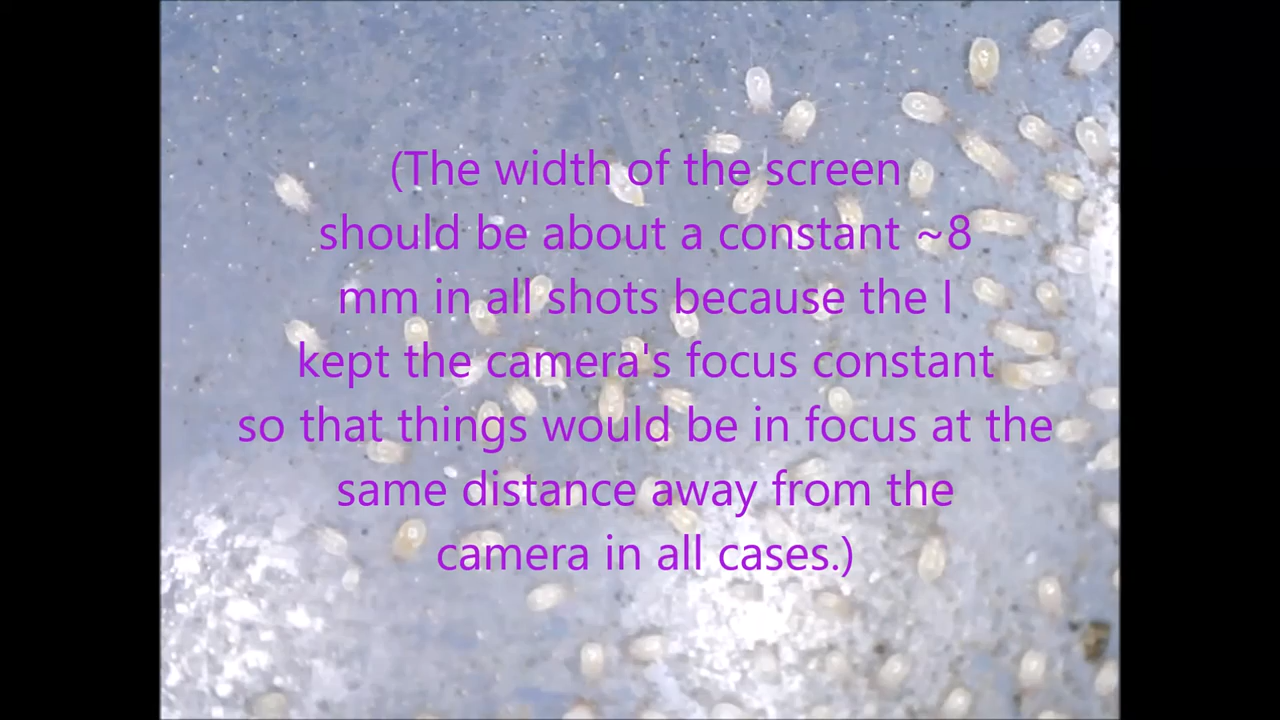 (The width of the screen
should be about a constant ~8
mm in all shots because the I
kept the camera's focus constant
so that things would be in focus at the
same distance away from the
camera in all cases.)